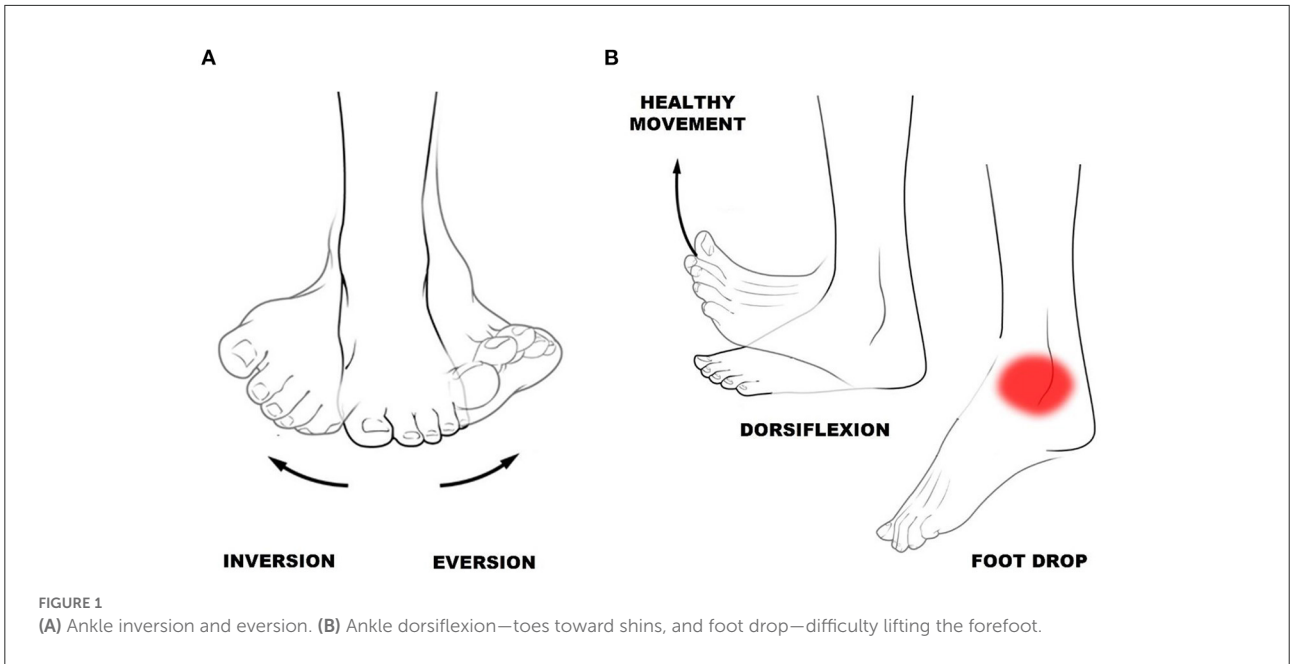 A
B
HEALTHY
MOVEMENT
DORSIFLEXION
INVERSION
EVERSION
FOOT DROP
FIGURE 1
(A) Ankle inversion and eversion. (B) Ankle dorsiflexion—toes toward shins, and foot drop—difficulty lifting the forefoot.